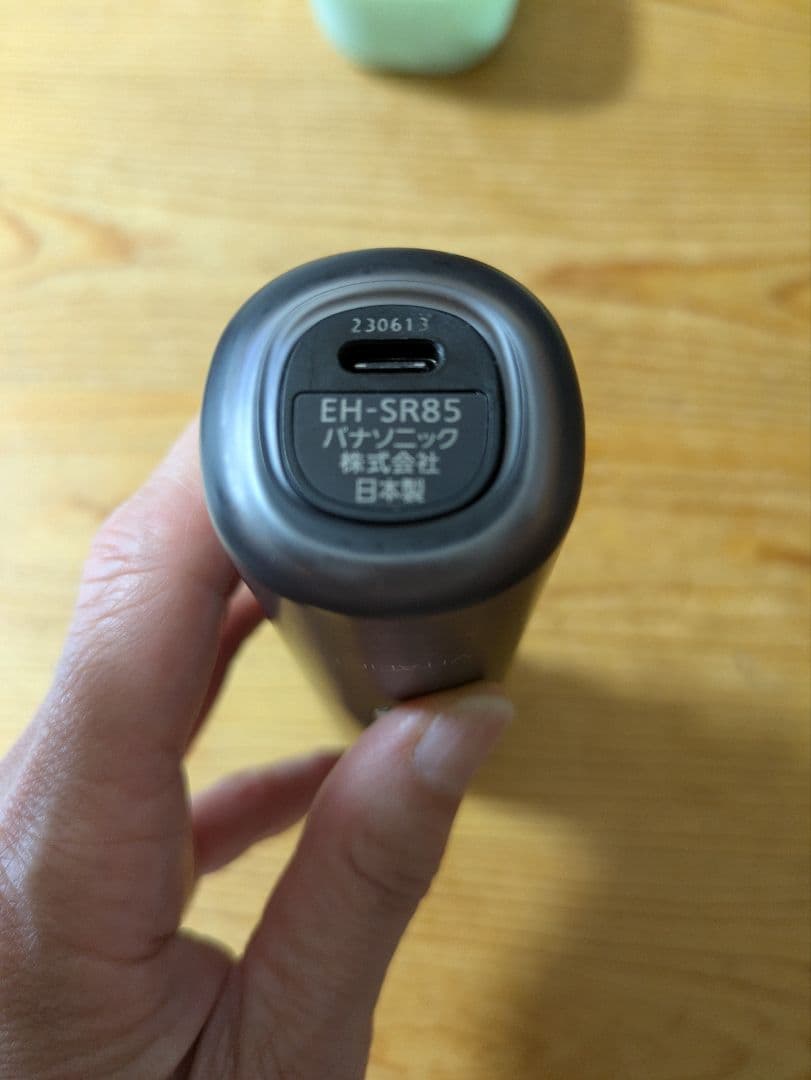 230613
EH-SR85
パナソニック
株式会社
日本製